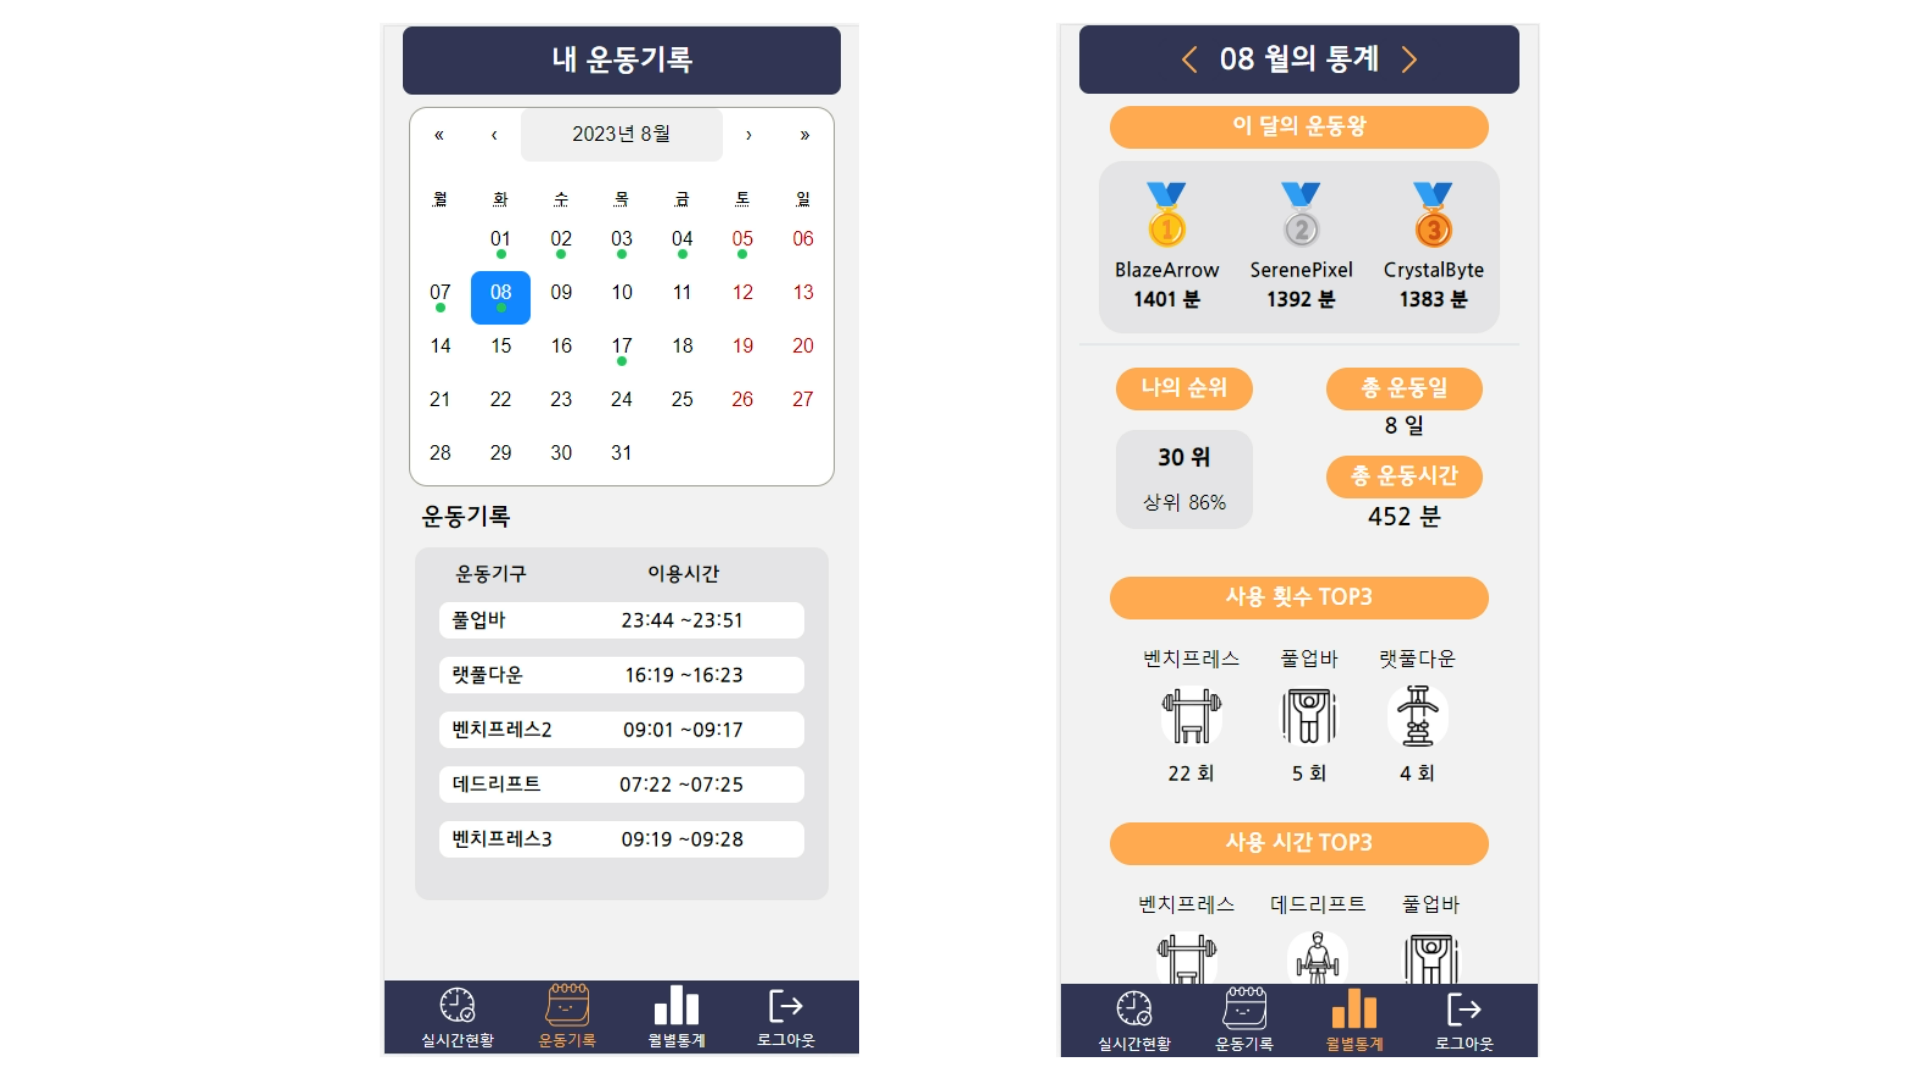 내 운동기록
« ‹ 2023년 8월 › »
월 화 수 목 금 토 일
01 02 03 04 05 06
07 08 09 10 11 12 13
14 15 16 17 18 19 20
21 22 23 24 25 26 27
28 29 30 31
운동기록
운동기구 이용시간
풀업바 23:44 ~23:51
랫풀다운 16:19 ~16:23
벤치프레스2 09:01 ~09:17
데드리프트 07:22 ~07:25
벤치프레스3 09:19 ~09:28
실시간현황 운동기록 월별통계 로그아웃
08 월의 통계
이 달의 운동왕
1 2 3
BlazeArrow SerenePixel CrystalByte
1401 분 1392 분 1383 분
나의 순위
30 위
상위 86%
총 운동일
8 일
총 운동시간
452 분
사용 횟수 TOP3
벤치프레스 풀업바 랫풀다운
22 회 5 회 4 회
사용 시간 TOP3
벤치프레스 데드리프트 풀업바
실시간현황 운동기록 월별통계 로그아웃